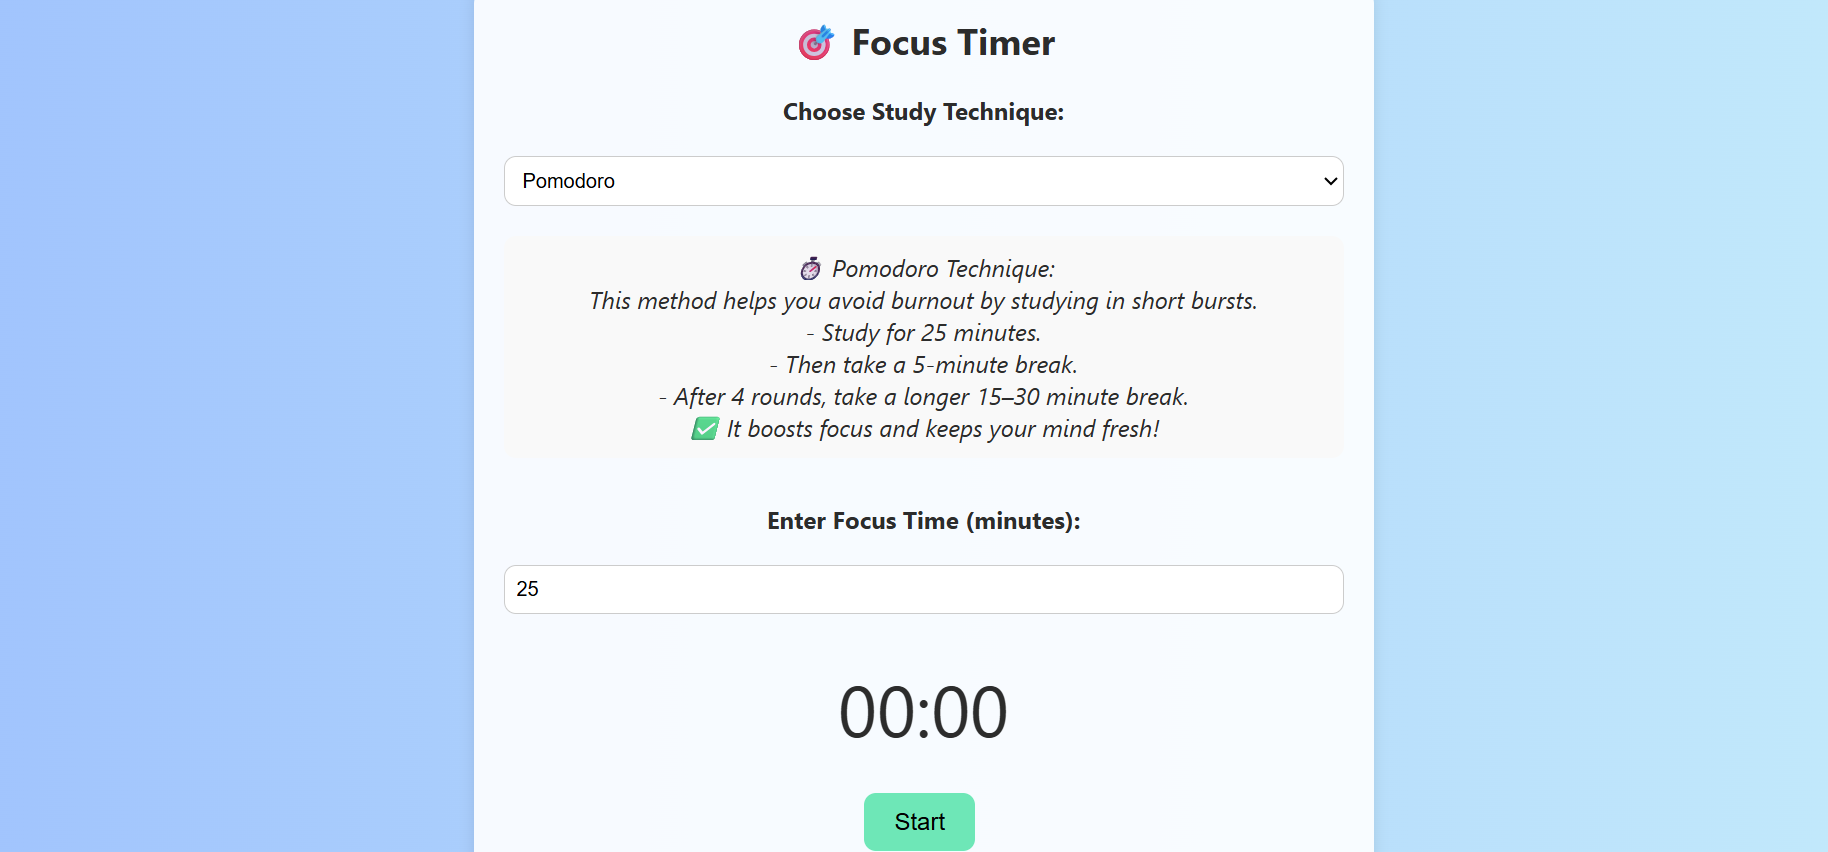 🎯 Focus Timer
Choose Study Technique:
Pomodoro
⏱️ Pomodoro Technique:
This method helps you avoid burnout by studying in short bursts.
- Study for 25 minutes.
- Then take a 5-minute break.
- After 4 rounds, take a longer 15–30 minute break.
✅ It boosts focus and keeps your mind fresh!
Enter Focus Time (minutes):
25
00:00
Start